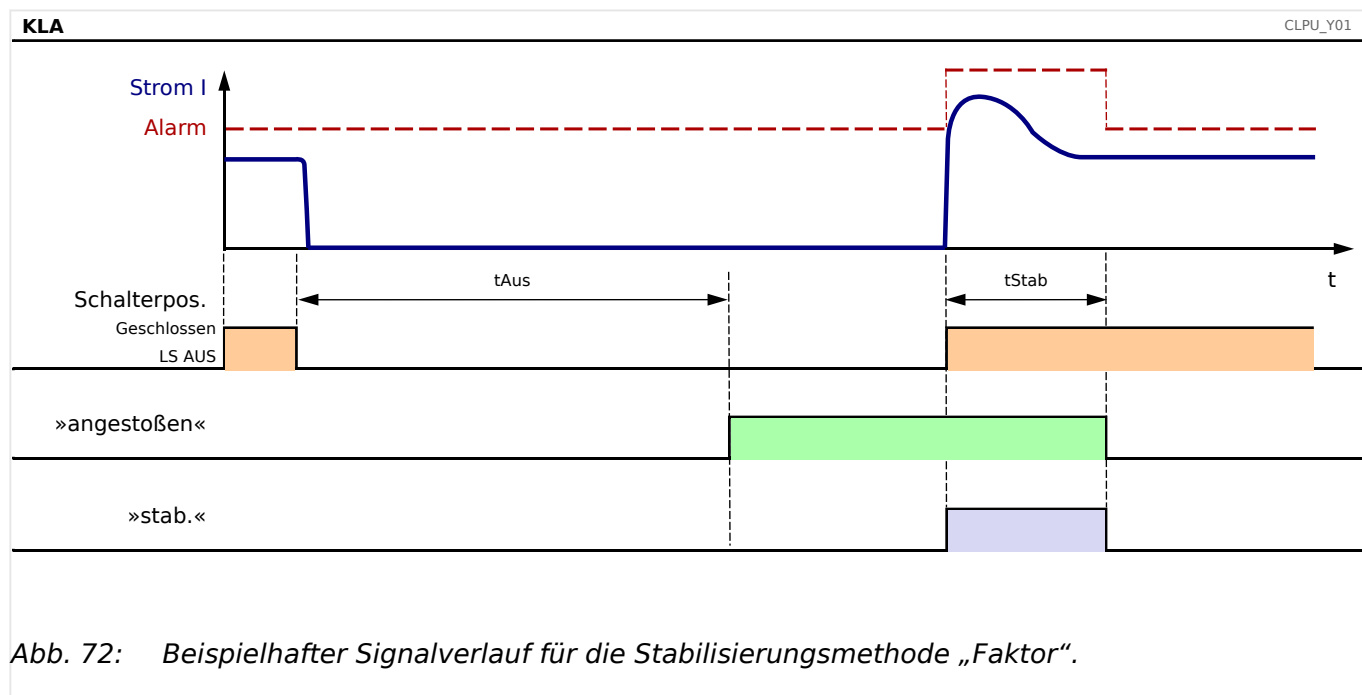 KLA
CLPU_Y01
Strom I
Alarm
t
tAus
tStab
Schalterpos.
Geschlossen
LS AUS
»angestoßen«
»stab.«
Abb. 72: Beispielhafter Signalverlauf für die Stabilisierungsmethode „Faktor“.